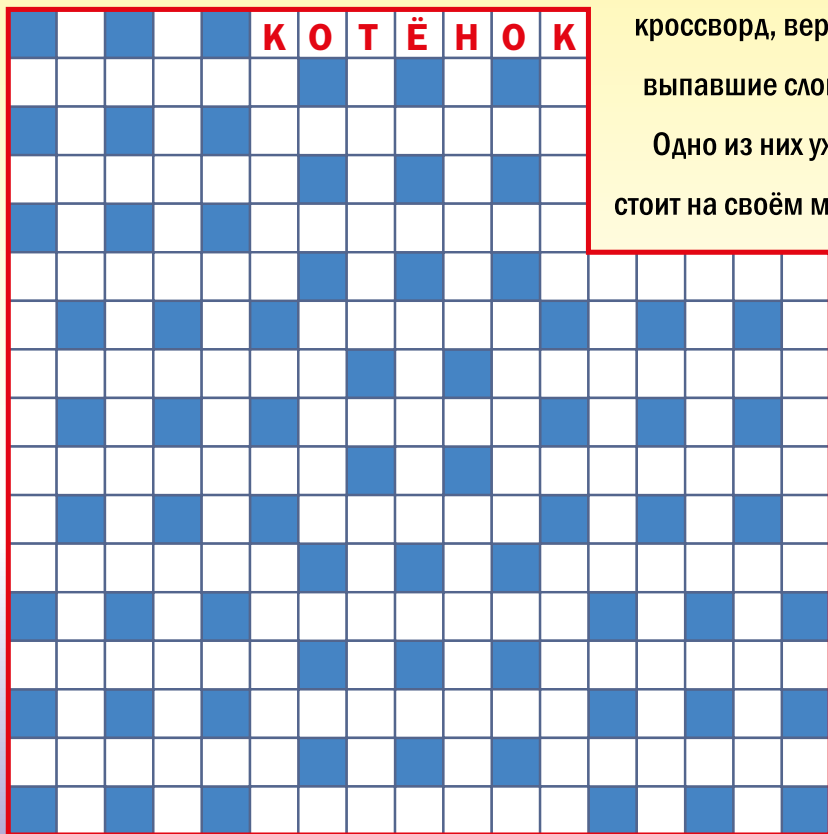 КОТЁНОК
кроссворд, вер
выпавшие сло
Одно из них у
стоит на своём м